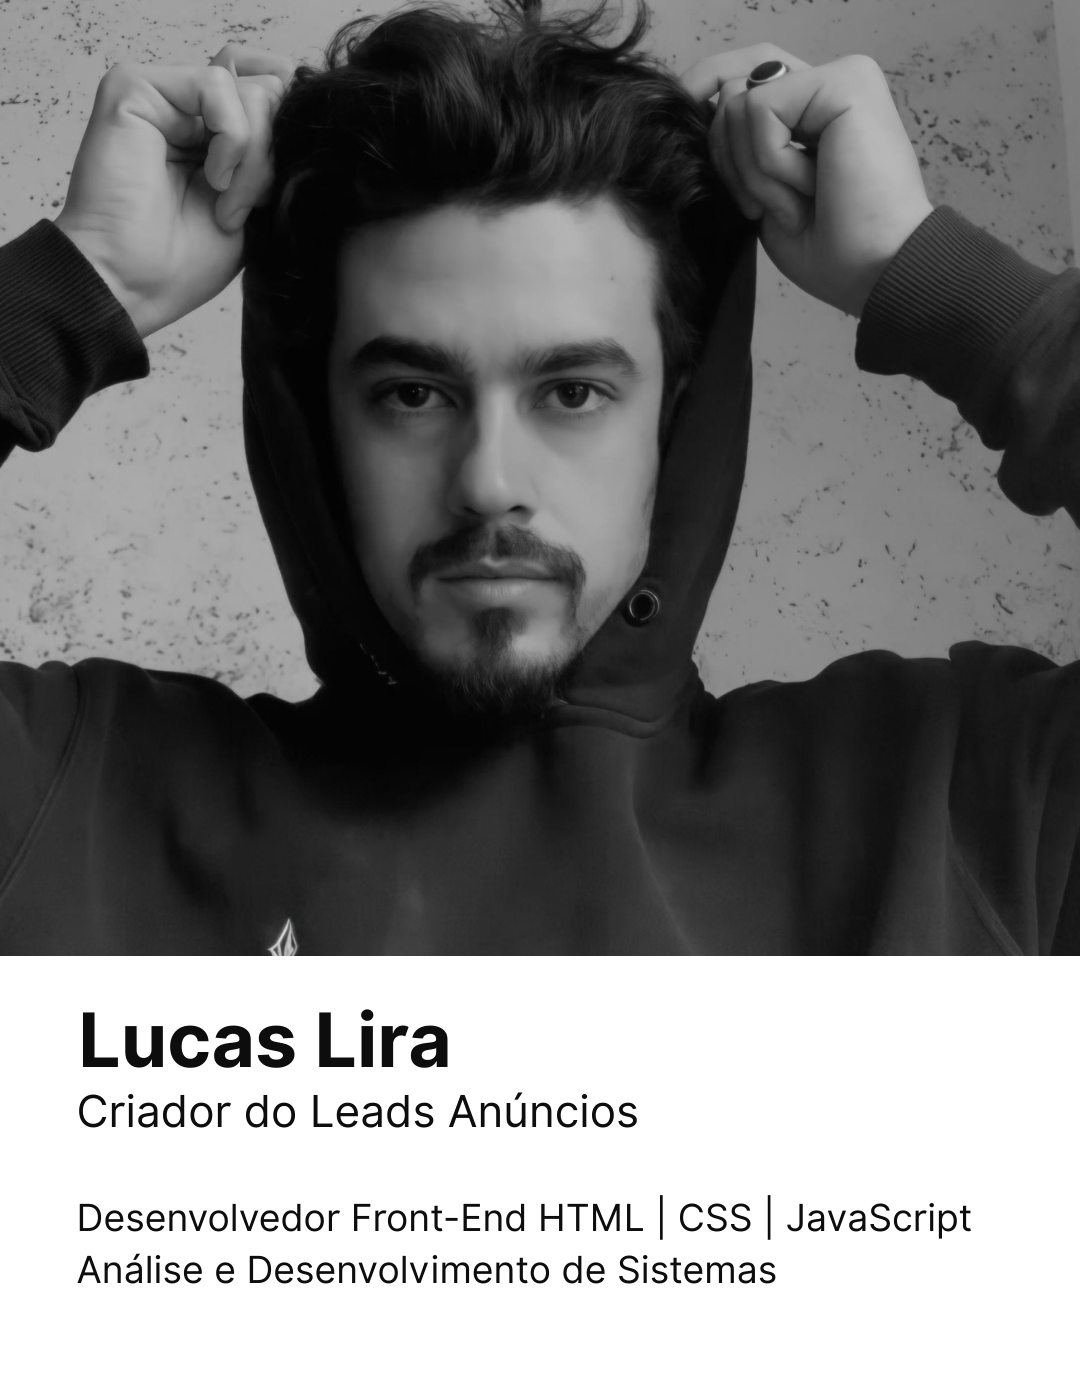 Lucas Lira
Criador do Leads Anúncios
Desenvolvedor Front-End HTML | CSS | JavaScript
Análise e Desenvolvimento de Sistemas